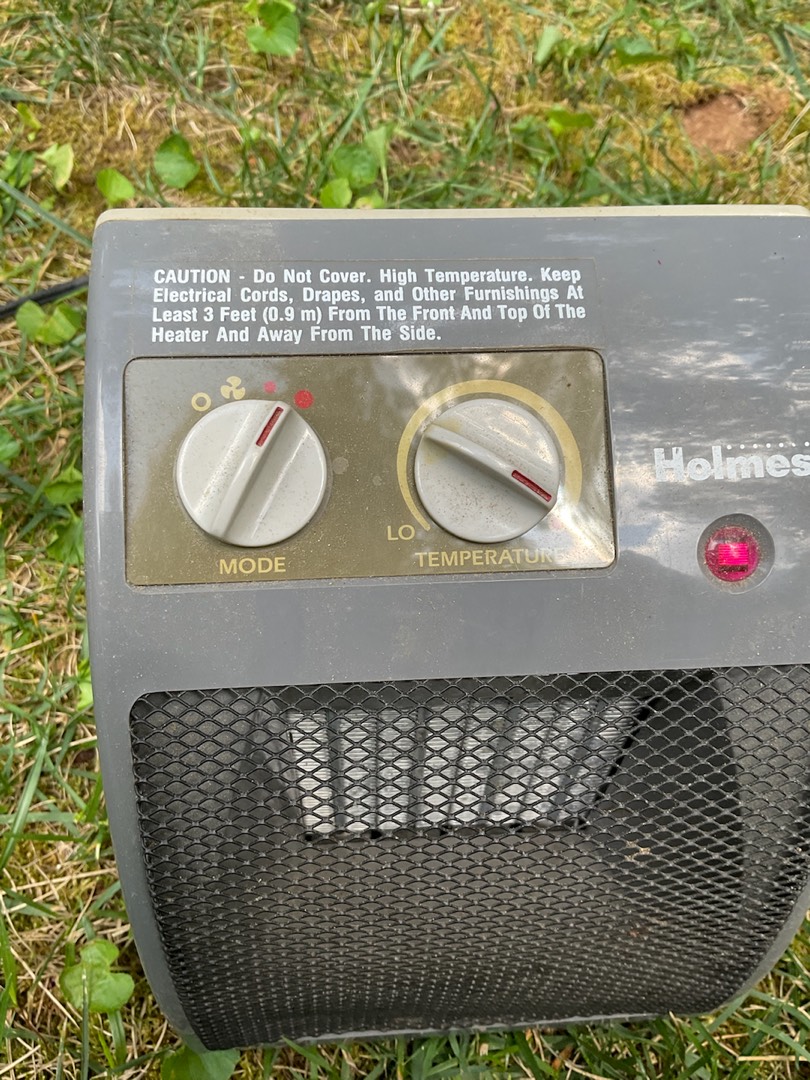 CAUTION - Do Not Cover. High Temperature. Keep
Electrical Cords, Drapes, and Other Furnishings At
Least 3 Feet (0.9 m) From The Front And Top Of The
Heater And Away From The Side.
Holmes
LO
MODE
TEMPERATURE